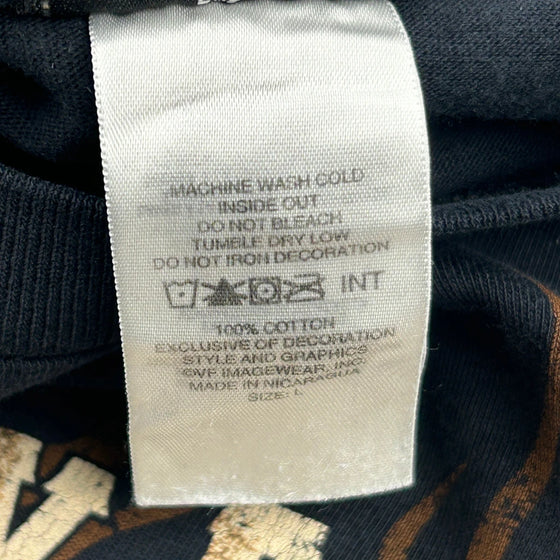 MACHINE WASH COLD
INSIDE OUT
DO NOT BLEACH
TUMBLE DRY LOW
DO NOT IRON DECORATION
INT
100% COTTON
EXCLUSIVE OF DECORATION
STYLE AND GRAPHICS
©VF IMAGEWEAR, INC.
MADE IN NICARAGUA
SIZE: L